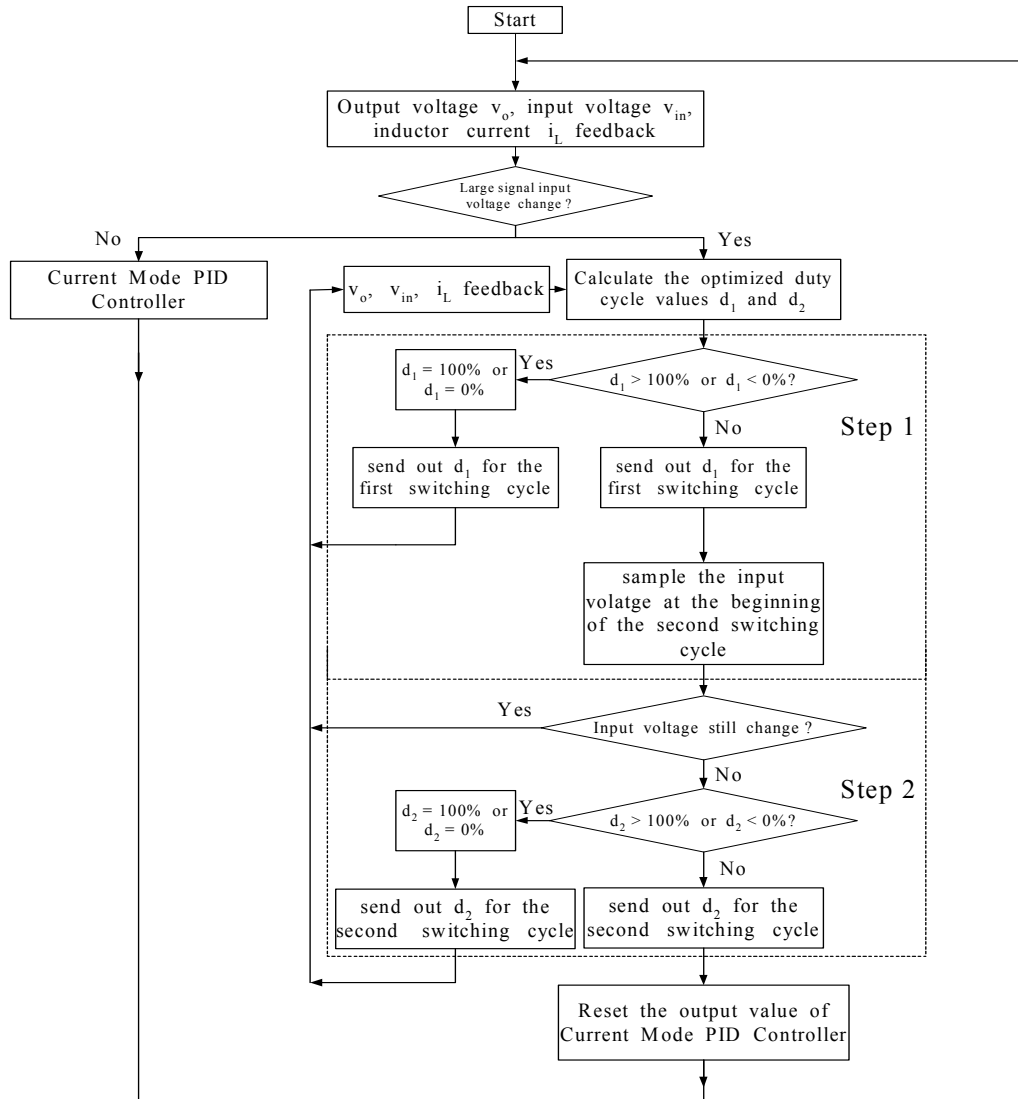 Start
Output voltage v_o, input voltage v_in,
inductor current i_L feedback
Large signal input
voltage change ?
No
Yes
Current Mode PID
Controller
v_o, v_in, i_L feedback
Calculate the optimized duty
cycle values d_1 and d_2
d_1 = 100% or
d_1 = 0%
Yes
d_1 > 100% or d_1 < 0%?
Step 1
No
send out d_1 for the
first switching cycle
send out d_1 for the
first switching cycle
sample the input
volatge at the beginning
of the second switching
cycle
Yes
Input voltage still change ?
No
Step 2
d_2 = 100% or
d_2 = 0%
Yes
d_2 > 100% or d_2 < 0%?
No
send out d_2 for the
second switching cycle
send out d_2 for the
second switching cycle
Reset the output value of
Current Mode PID Controller